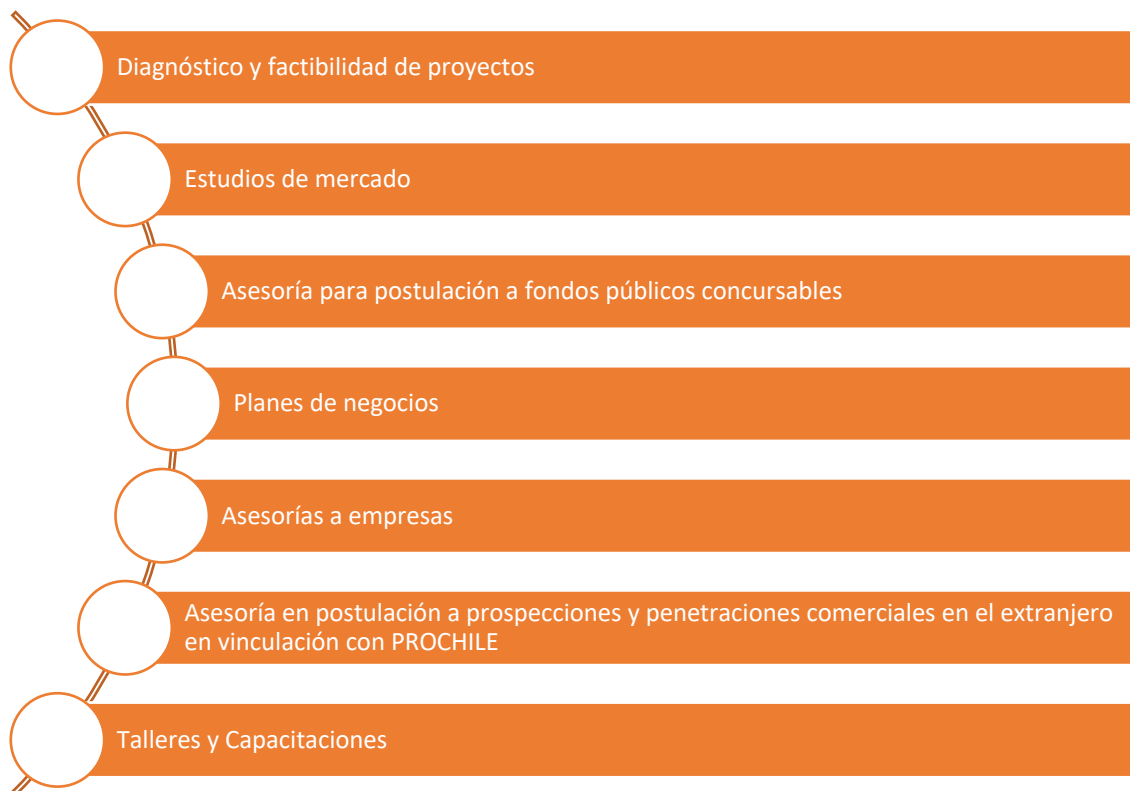 Diagnóstico y factibilidad de proyectos
Estudios de mercado
Asesoría para postulación a fondos públicos concursables
Planes de negocios
Asesorías a empresas
Asesoría en postulación a prospecciones y penetraciones comerciales en el extranjero
en vinculación con PROCHILE
Talleres y Capacitaciones